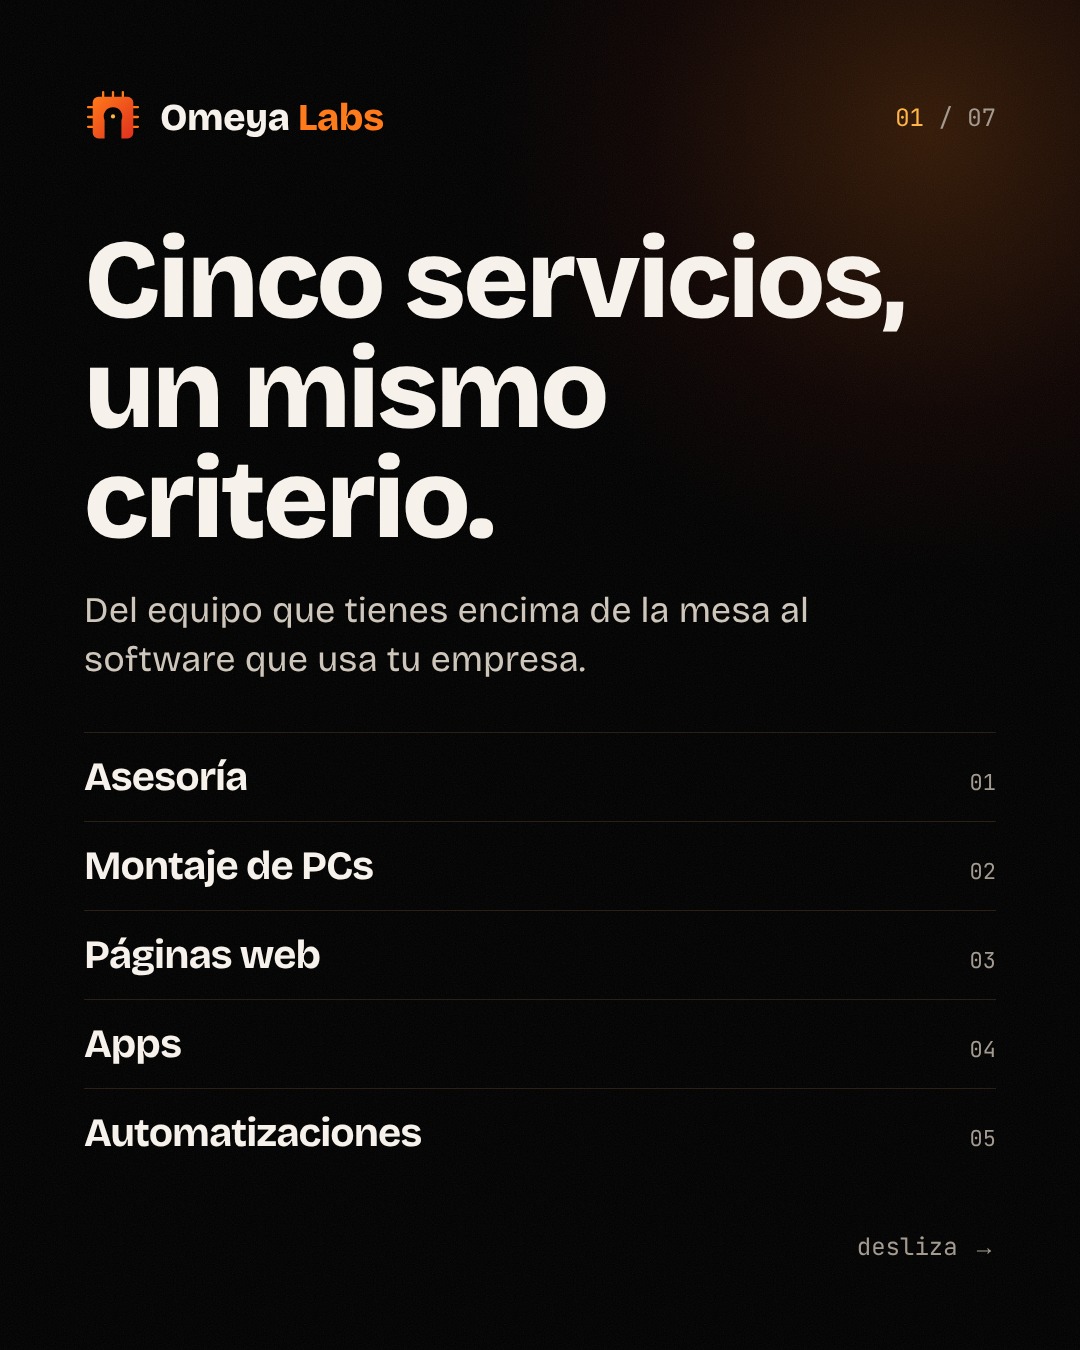 Omeya Labs
01 / 07
Cinco servicios,
un mismo
criterio.
Del equipo que tienes encima de la mesa al
software que usa tu empresa.
Asesoría 01
Montaje de PCs 02
Páginas web 03
Apps 04
Automatizaciones 05
desliza →